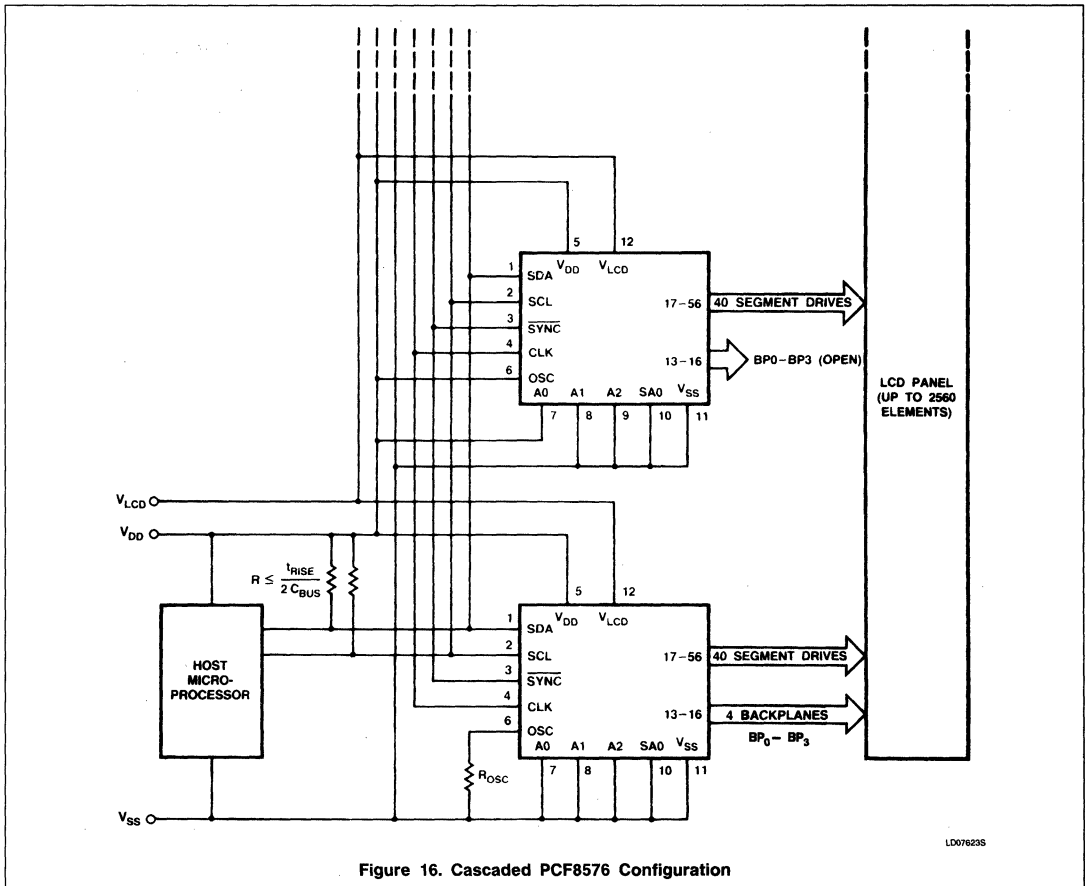 5 12
V_DD V_LCD
1 SDA
2 SCL
17–56 40 SEGMENT DRIVES
3 S̅Y̅N̅C̅
4 CLK
13–16 BP0–BP3 (OPEN)
6 OSC
A0 A1 A2 SA0 V_SS
7 8 9 10 11
LCD PANEL
(UP TO 2560
ELEMENTS)
V_LCD
V_DD
R ≤ t_RISE / 2 C_BUS
5 12
V_DD V_LCD
1 SDA
2 SCL
17–56 40 SEGMENT DRIVES
3 S̅Y̅N̅C̅
4 CLK
13–16 4 BACKPLANES
BP_0– BP_3
6 OSC
A0 A1 A2 SA0 V_SS
7 8 9 10 11
HOST
MICRO-
PROCESSOR
R_OSC
V_SS
LD07623S
Figure 16. Cascaded PCF8576 Configuration